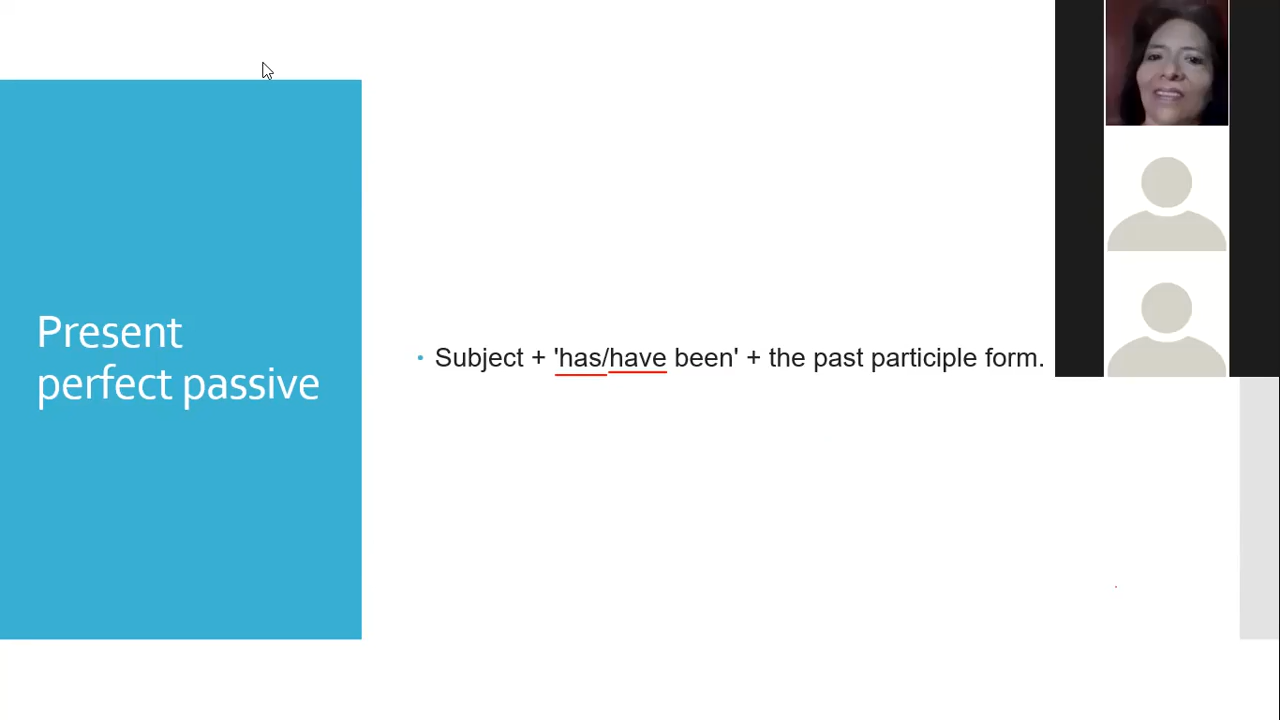 Present
perfect passive
• Subject + 'has/have been' + the past participle form.